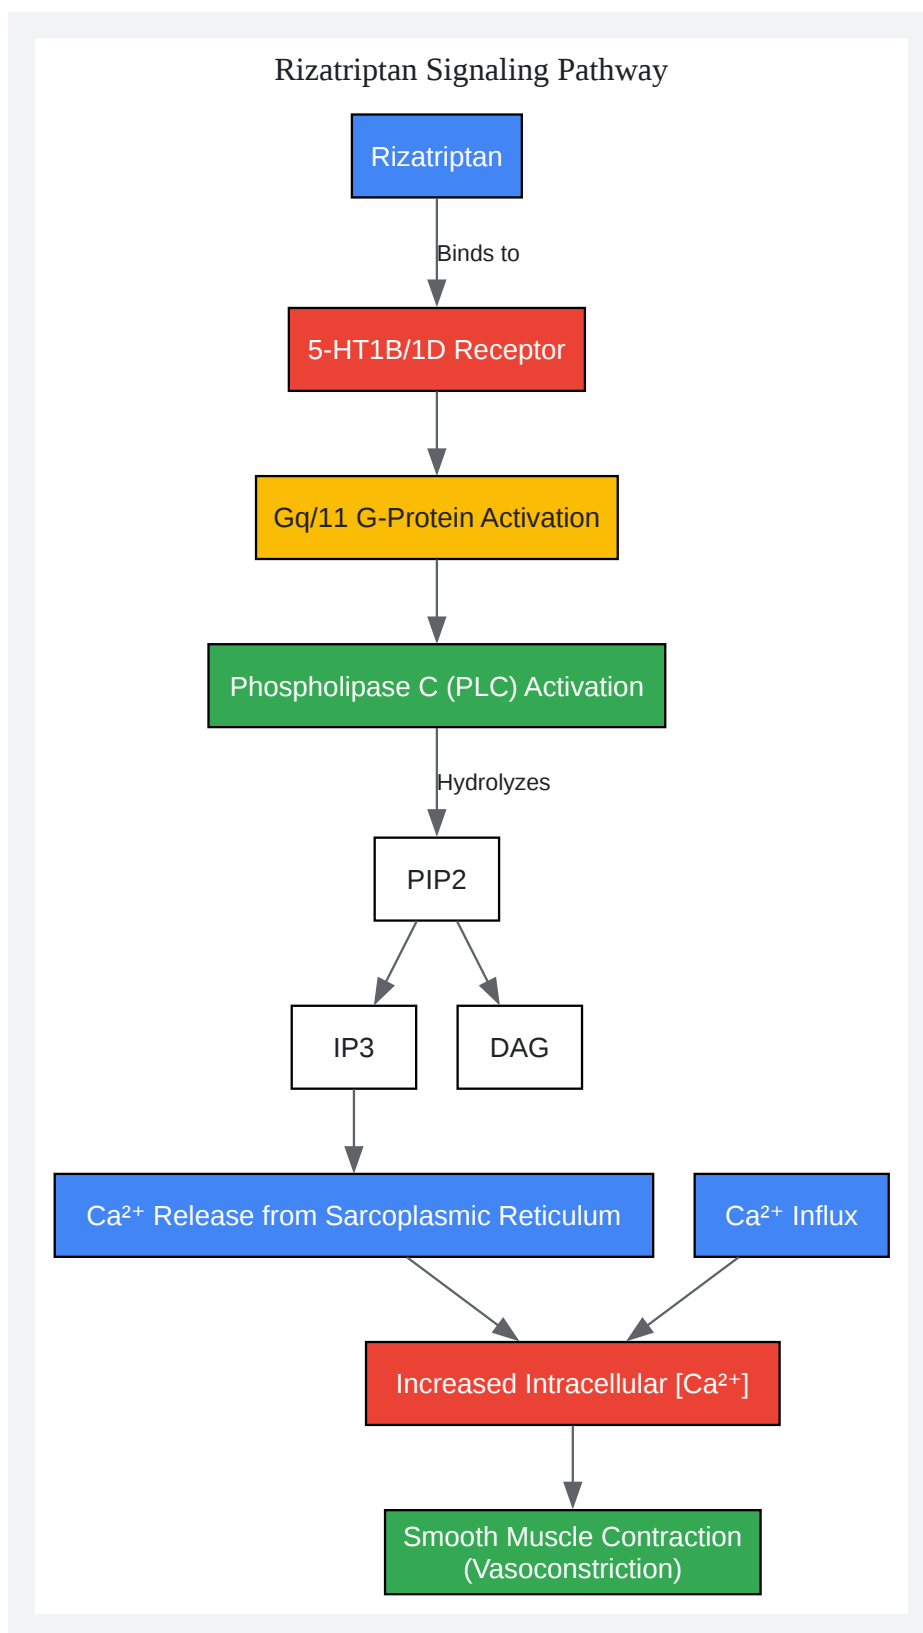 Rizatriptan Signaling Pathway
Rizatriptan
Binds to
5-HT1B/1D Receptor
Gq/11 G-Protein Activation
Phospholipase C (PLC) Activation
Hydrolyzes
PIP2
IP3
DAG
Ca²⁺ Release from Sarcoplasmic Reticulum
Ca²⁺ Influx
Increased Intracellular [Ca²⁺]
Smooth Muscle Contraction
(Vasoconstriction)